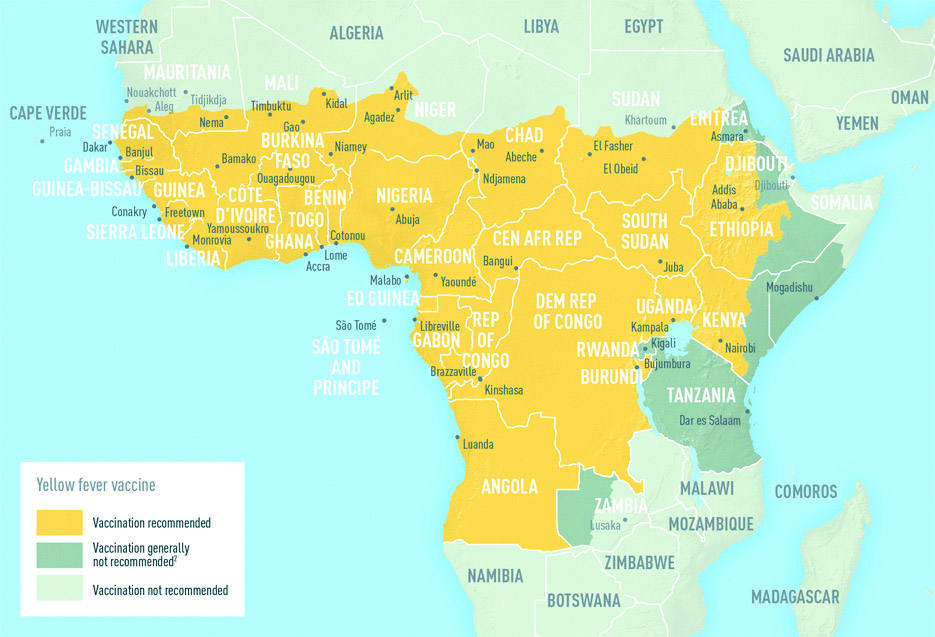 WESTERN
SAHARA
ALGERIA
LIBYA
EGYPT
SAUDI ARABIA
OMAN
YEMEN
MAURITANIA
Nouakchott
Aleg
Tidjikdja
MALI
Timbuktu
Kidal
Arlit
Agadez
NIGER
SUDAN
Khartoum
ERITREA
Asmara
CAPE VERDE
Praia
SENEGAL
Dakar
Nema
Gao
BURKINA
FASO
Niamey
CHAD
Mao
Abeche
El Fasher
El Obeid
DJIBOUTI
Djibouti
GAMBIA
Banjul
Bissau
Bamako
Ouagadougou
Ndjamena
GUINEA-BISSAU
GUINEA
CÔTE
D'IVOIRE
BENIN
TOGO
NIGERIA
Abuja
Addis
Ababa
SOMALIA
Conakry
Freetown
Yamoussoukro
GHANA
Cotonou
SOUTH
SUDAN
ETHIOPIA
SIERRA LEONE
Monrovia
LIBERIA
Lome
Accra
CAMEROON
CEN AFR REP
Bangui
Juba
Malabo
Yaoundé
EQ GUINEA
DEM REP
OF CONGO
UGANDA
Kampala
KENYA
Mogadishu
São Tomé
Libreville
GABON
REP
OF
CONGO
SÃO TOMÉ
AND
PRINCIPE
RWANDA
Kigali
Nairobi
Brazzaville
Kinshasa
BURUNDI
Bujumbura
TANZANIA
Dar es Salaam
Luanda
ANGOLA
ZAMBIA
Lusaka
MALAWI
COMOROS
MOZAMBIQUE
ZIMBABWE
NAMIBIA
BOTSWANA
MADAGASCAR
Yellow fever vaccine
Vaccination recommended
Vaccination generally
not recommended²
Vaccination not recommended